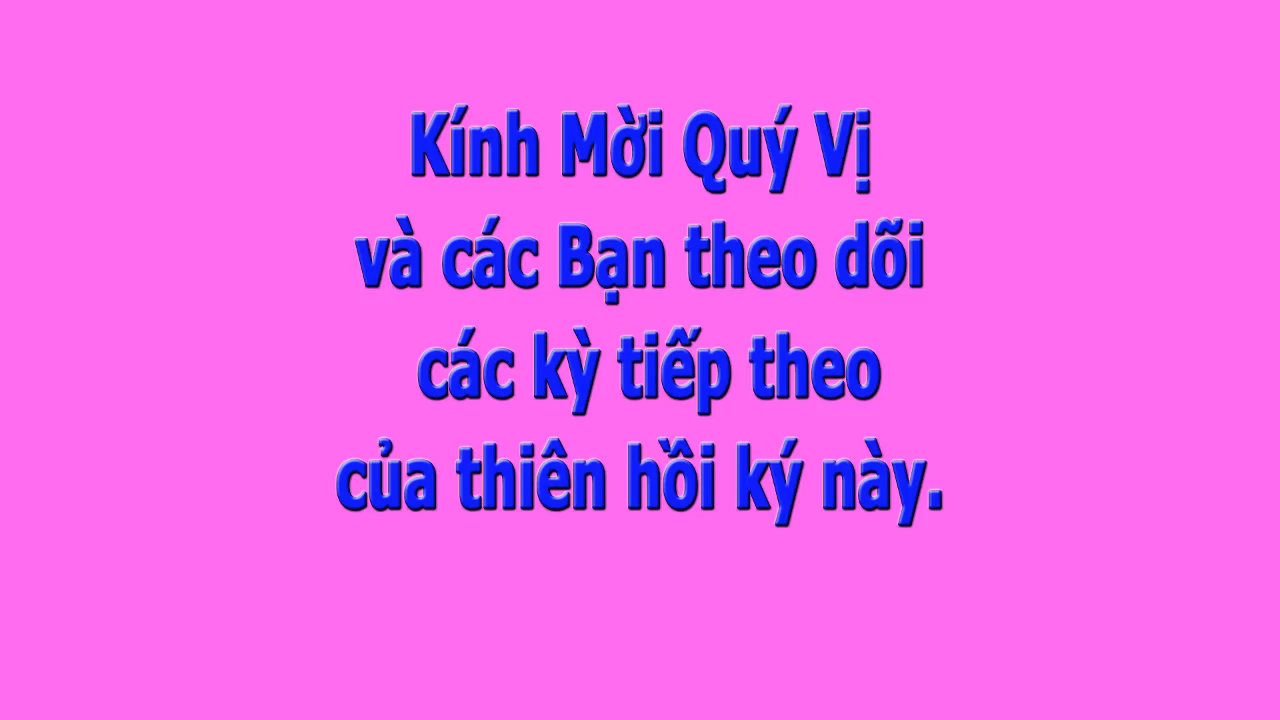 Kính Mời Quý Vị
và các Bạn theo dõi
các kỳ tiếp theo
của thiên hồi ký này.